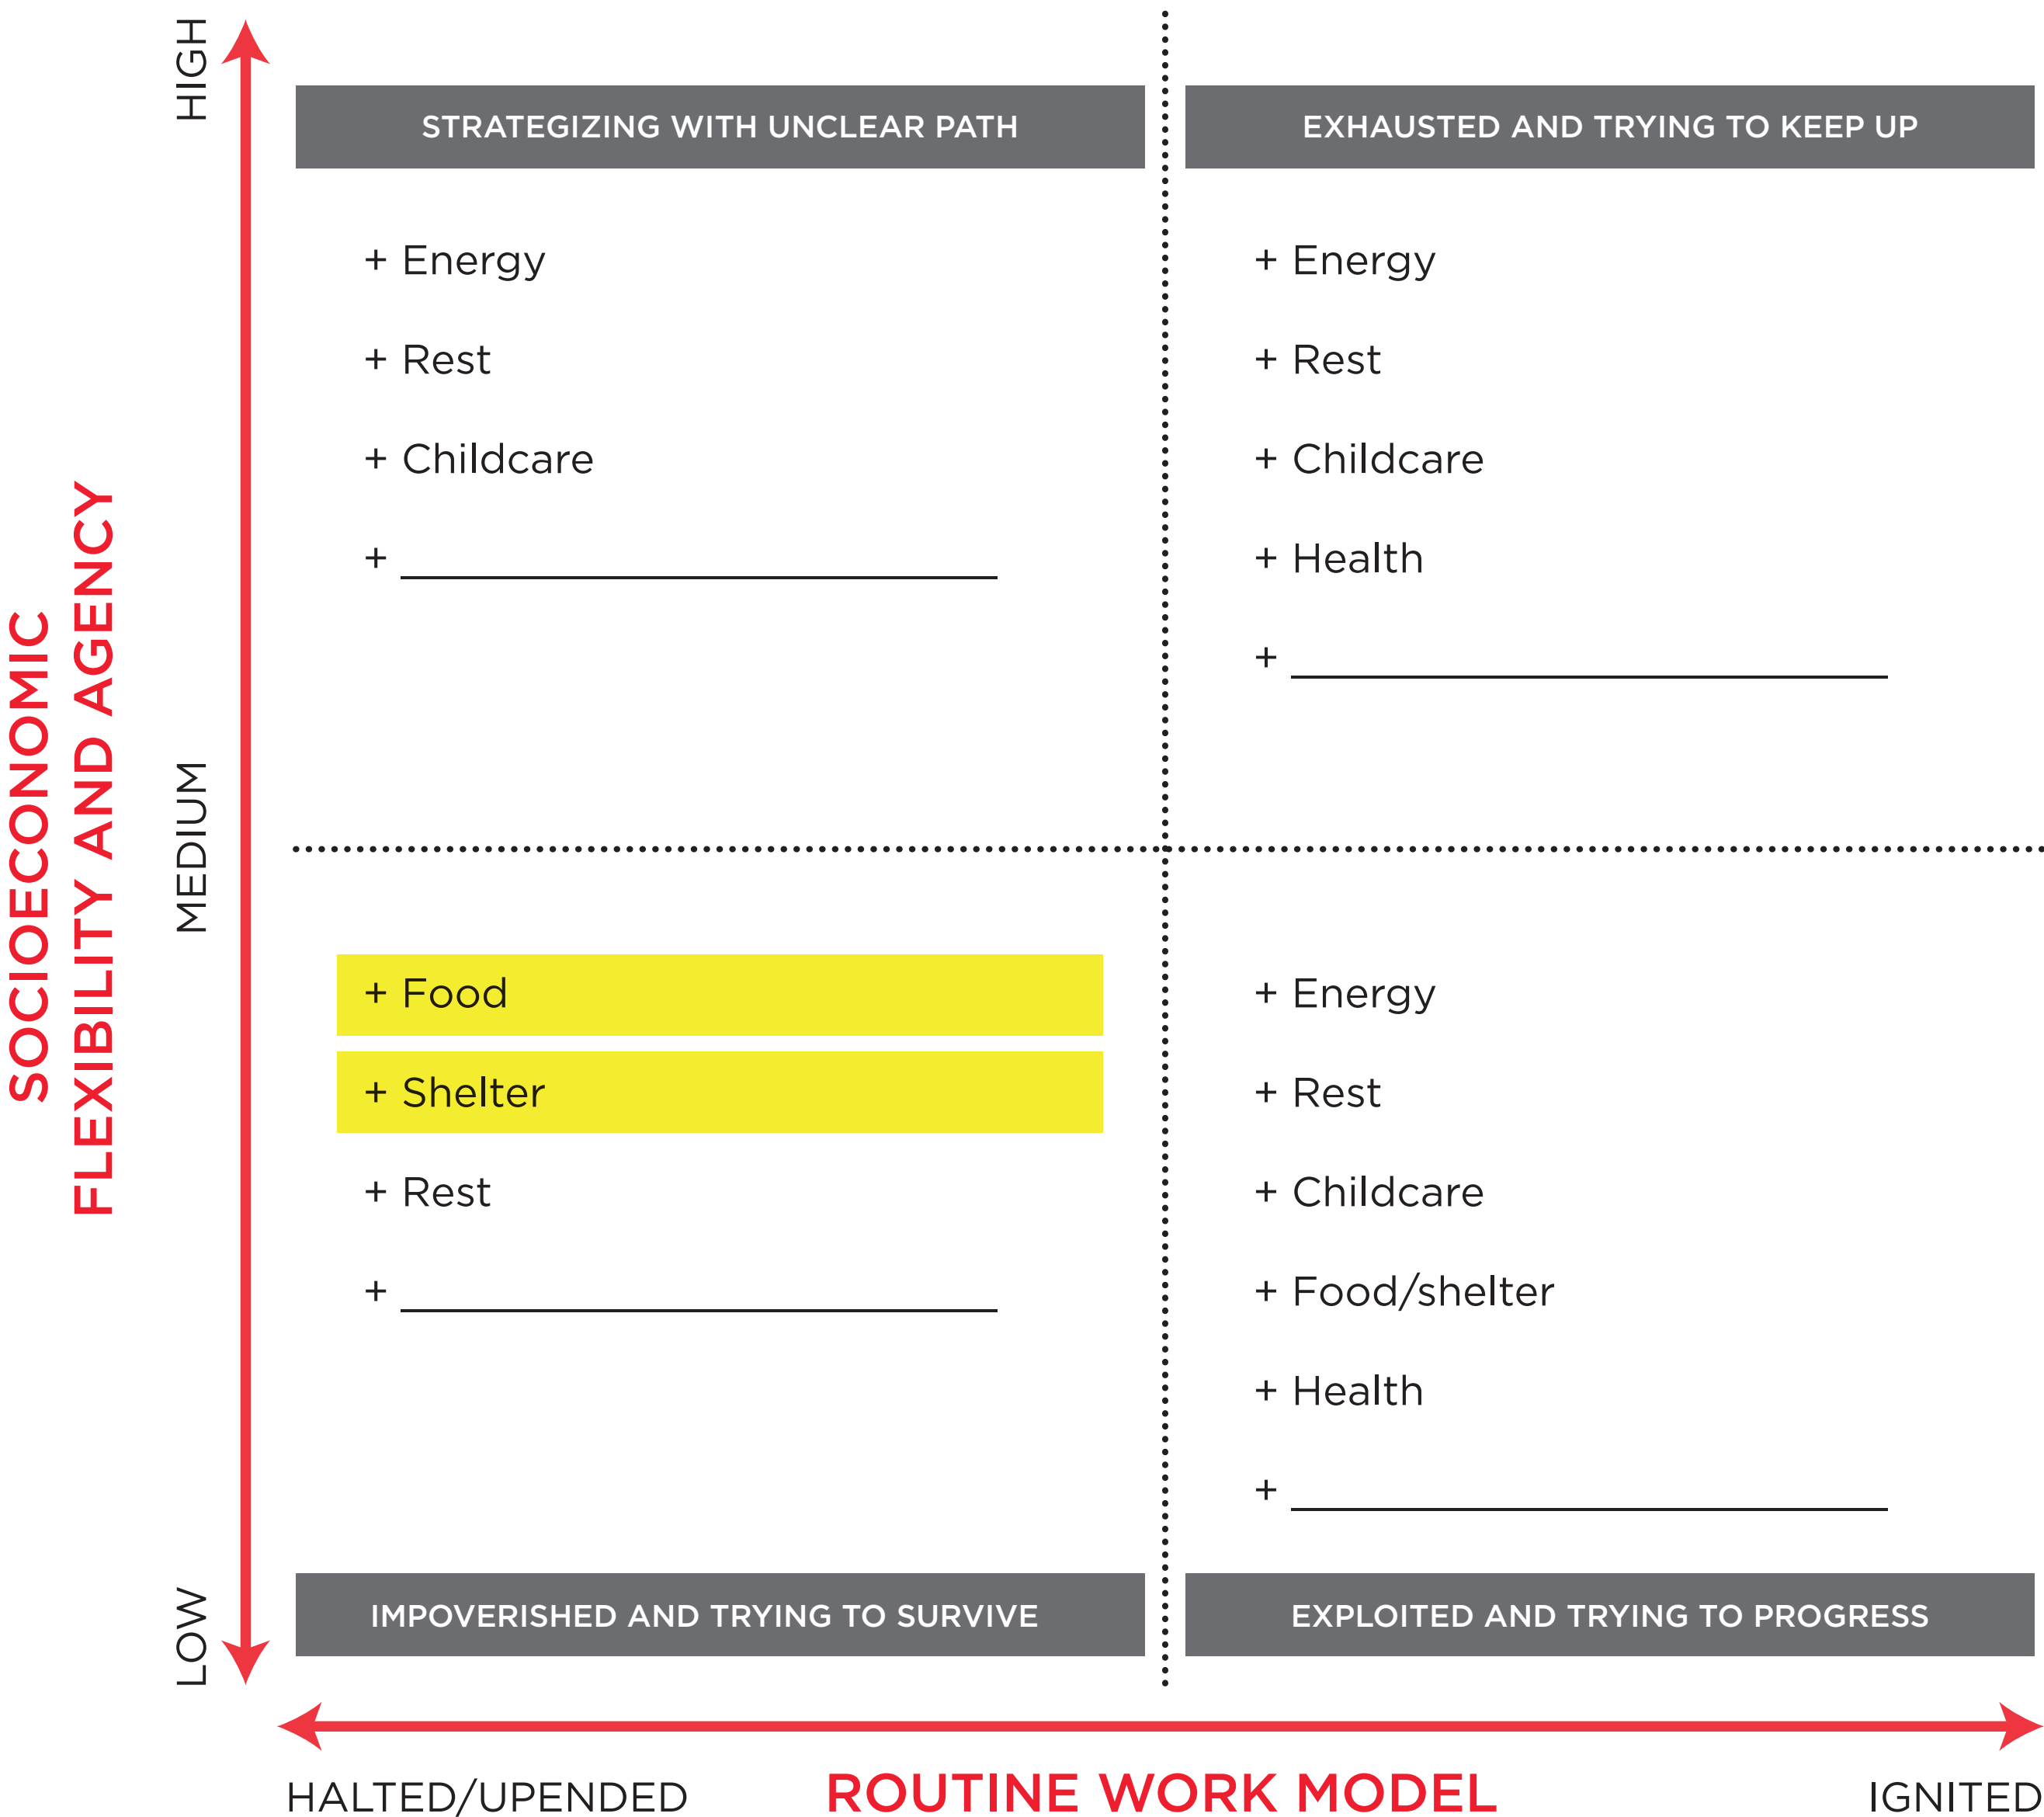 SOCIOECONOMIC
FLEXIBILITY AND AGENCY
HIGH
MEDIUM
LOW
STRATEGIZING WITH UNCLEAR PATH
+ Energy
+ Rest
+ Childcare
+
EXHAUSTED AND TRYING TO KEEP UP
+ Energy
+ Rest
+ Childcare
+ Health
+
+ Food
+ Shelter
+ Rest
+
IMPOVERISHED AND TRYING TO SURVIVE
+ Energy
+ Rest
+ Childcare
+ Food/shelter
+ Health
+
EXPLOITED AND TRYING TO PROGRESS
HALTED/UPENDED
ROUTINE WORK MODEL
IGNITED